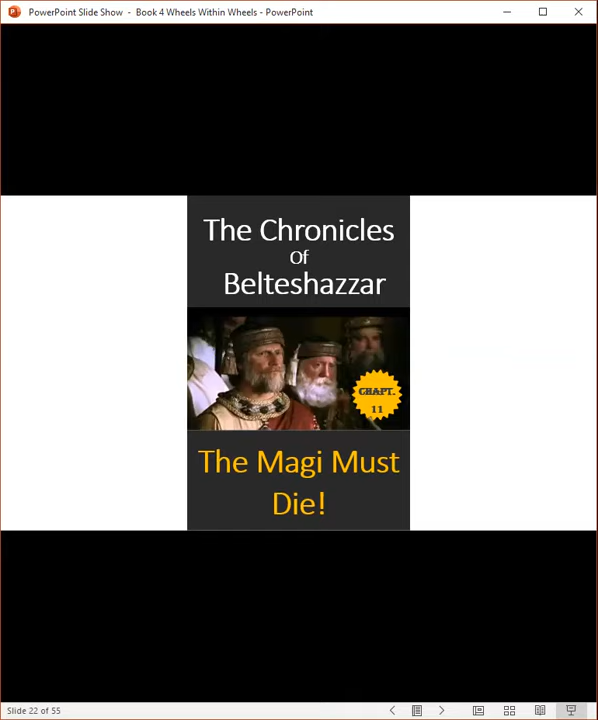 PowerPoint Slide Show - Book 4 Wheels Within Wheels - PowerPoint
The Chronicles
Of
Belteshazzar
CHAPT.
11
The Magi Must
Die!
Slide 22 of 55